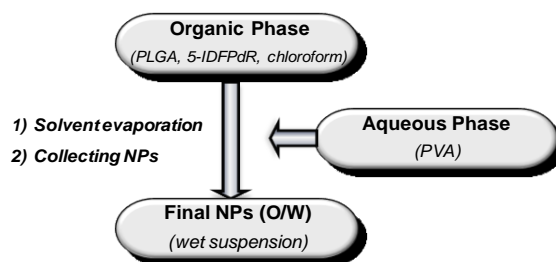 Organic Phase
(PLGA, 5-IDFPdR, chloroform)
1) Solvent evaporation
2) Collecting NPs
Aqueous Phase
(PVA)
Final NPs (O/W)
(wet suspension)